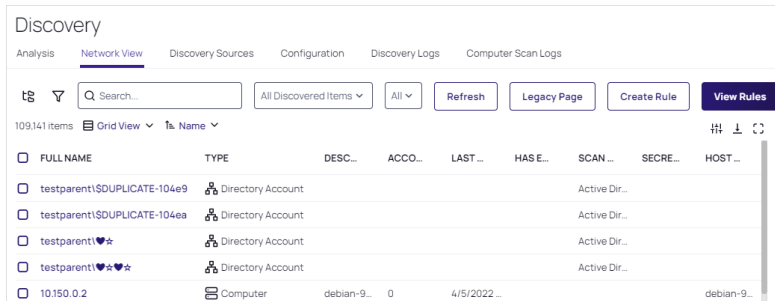 Discovery
Analysis Network View Discovery Sources Configuration Discovery Logs Computer Scan Logs
Search... All Discovered Items All Refresh Legacy Page Create Rule View Rules
109,141 items Grid View Name
FULL NAME TYPE DESC... ACCO... LAST ... HAS E... SCAN ... SECRE... HOST ...
testparent\$DUPLICATE-104e9 Directory Account Active Dir...
testparent\$DUPLICATE-104ea Directory Account Active Dir...
testparent\♥☆ Directory Account Active Dir...
testparent\♥☆♥☆ Directory Account Active Dir...
10.150.0.2 Computer debian-9... 0 4/5/2022 ... debian-9...